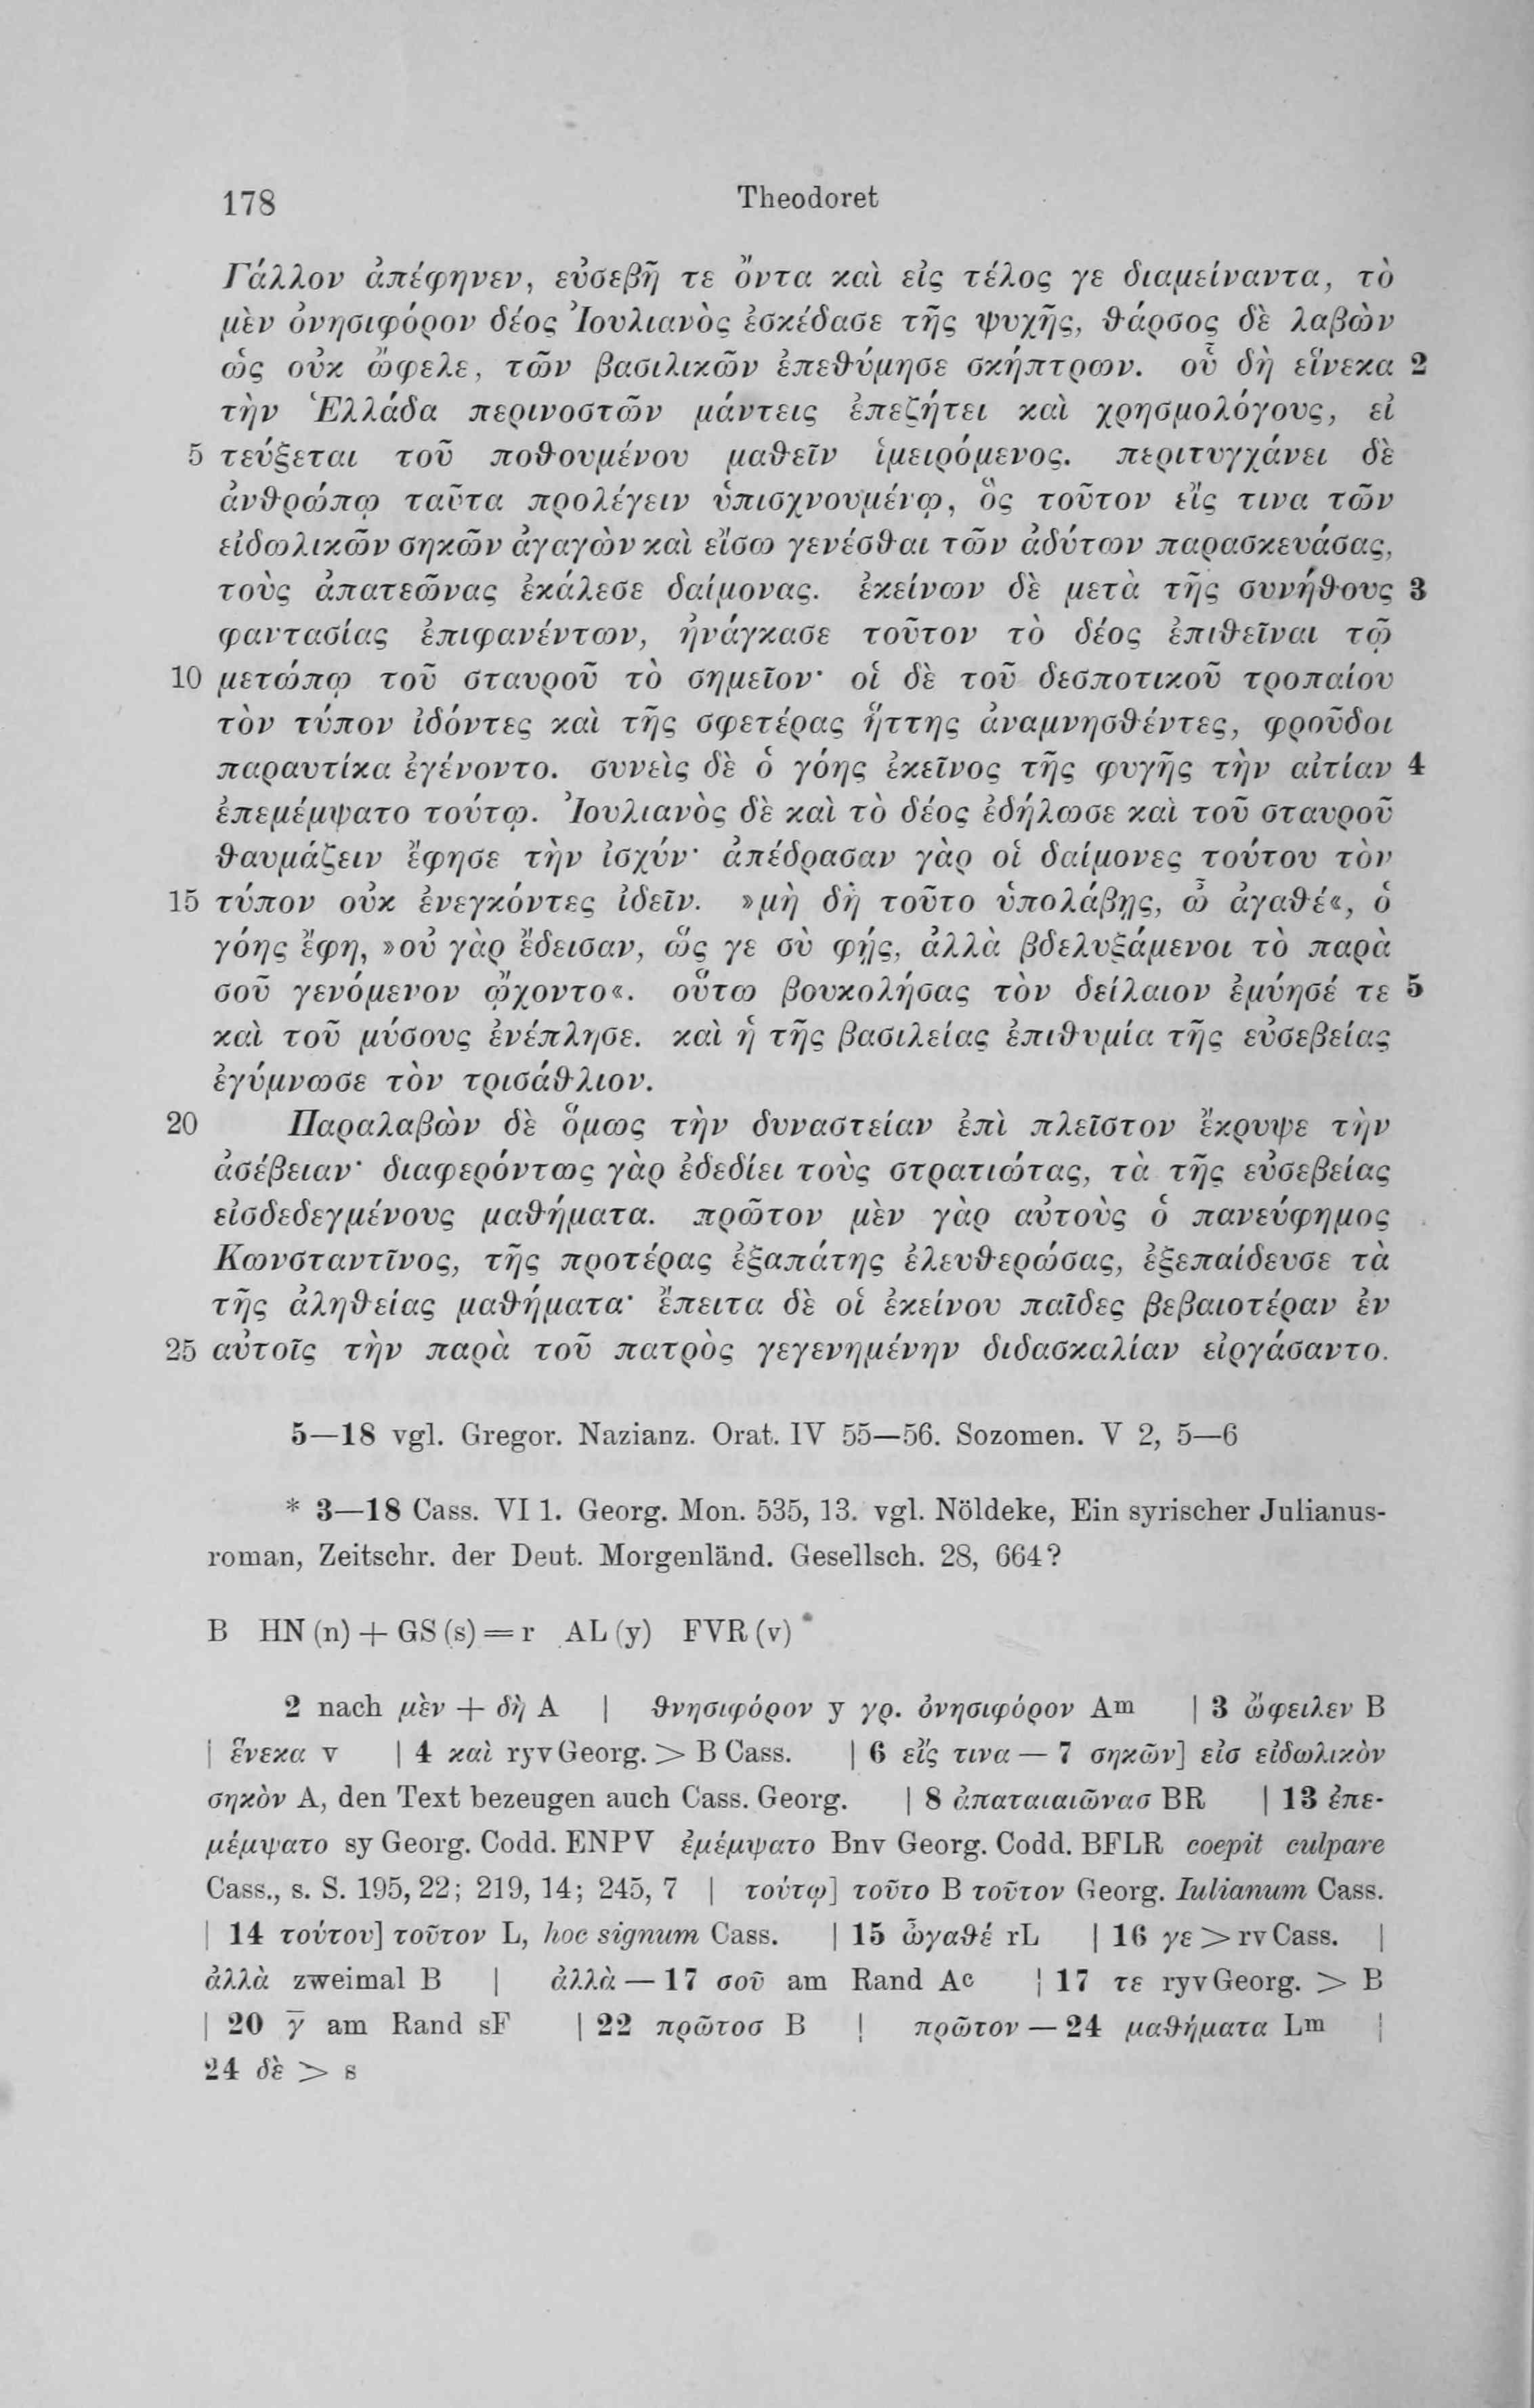 178 Theodoret
Γάλλον ἀπέφηνεν, εὐσεβῆ τε ὄντα καὶ εἰς τέλος γε διαμείναντα, τὸ
μὲν ὀνησιφόρον δέος Ἰουλιανὸς ἐσκέδασε τῆς ψυχῆς, θάρσος δὲ λαβὼν
ὡς οὐκ ὤφελε, τῶν βασιλικῶν ἐπεθύμησε σκήπτρων. οὗ δὴ εἵνεκα 2
τὴν Ἑλλάδα περινοστῶν μάντεις ἐπεζήτει καὶ χρησμολόγους, εἰ
5 τεύξεται τοῦ ποθουμένου μαθεῖν ἱμειρόμενος. περιτυγχάνει δὲ
ἀνθρώπῳ ταῦτα προλέγειν ὑπισχνουμένῳ, ὃς τοῦτον εἴς τινα τῶν
εἰδωλικῶν σηκῶν ἀγαγὼν καὶ εἴσω γενέσθαι τῶν ἀδύτων παρασκευάσας,
τοὺς ἀπατεῶνας ἐκάλεσε δαίμονας. ἐκείνων δὲ μετὰ τῆς συνήθους 3
φαντασίας ἐπιφανέντων, ἠνάγκασε τοῦτον τὸ δέος ἐπιθεῖναι τῷ
10 μετώπῳ τοῦ σταυροῦ τὸ σημεῖον· οἱ δὲ τοῦ δεσποτικοῦ τροπαίου
τὸν τύπον ἰδόντες καὶ τῆς σφετέρας ἥττης ἀναμνησθέντες, φροῦδοι
παραυτίκα ἐγένοντο. συνεὶς δὲ ὁ γόης ἐκεῖνος τῆς φυγῆς τὴν αἰτίαν 4
ἐπεμέμψατο τούτῳ. Ἰουλιανὸς δὲ καὶ τὸ δέος ἐδήλωσε καὶ τοῦ σταυροῦ
θαυμάζειν ἔφησε τὴν ἰσχύν· ἀπέδρασαν γὰρ οἱ δαίμονες τούτου τὸν
15 τύπον οὐκ ἐνεγκόντες ἰδεῖν. »μὴ δὴ τοῦτο ὑπολάβῃς, ὦ ἀγαθέ«, ὁ
γόης ἔφη, »οὐ γὰρ ἔδεισαν, ὥς γε σὺ φῄς, ἀλλὰ βδελυξάμενοι τὸ παρὰ
σοῦ γενόμενον ᾤχοντο«. οὕτω βουκολήσας τὸν δείλαιον ἐμύησέ τε 5
καὶ τοῦ μύσους ἐνέπλησε. καὶ ἡ τῆς βασιλείας ἐπιθυμία τῆς εὐσεβείας
ἐγύμνωσε τὸν τρισάθλιον.
20 Παραλαβὼν δὲ ὅμως τὴν δυναστείαν ἐπὶ πλεῖστον ἔκρυψε τὴν
ἀσέβειαν· διαφερόντως γὰρ ἐδεδίει τοὺς στρατιώτας, τὰ τῆς εὐσεβείας
εἰσδεδεγμένους μαθήματα. πρῶτον μὲν γὰρ αὐτοὺς ὁ πανεύφημος
Κωνσταντῖνος, τῆς προτέρας ἐξαπάτης ἐλευθερώσας, ἐξεπαίδευσε τὰ
τῆς ἀληθείας μαθήματα· ἔπειτα δὲ οἱ ἐκείνου παῖδες βεβαιοτέραν ἐν
25 αὐτοῖς τὴν παρὰ τοῦ πατρὸς γεγενημένην διδασκαλίαν εἰργάσαντο.
5—18 vgl. Gregor. Nazianz. Orat. IV 55—56. Sozomen. V 2, 5—6
* 3—18 Cass. VI 1. Georg. Mon. 535, 13. vgl. Nöldeke, Ein syrischer Julianus-
roman, Zeitschr. der Deut. Morgenländ. Gesellsch. 28, 664?
B HN (n) + GS (s) = r AL (y) FVR (v)
2 nach μὲν + δὴ A | θνησιφόρον y γρ. ὀνησιφόρον Am | 3 ὤφειλεν B
| ἕνεκα v | 4 καὶ ryv Georg. > B Cass. | 6 εἴς τινα — 7 σηκῶν] εἰσ εἰδωλικὸν
σηκὸν A, den Text bezeugen auch Cass. Georg. | 8 ἀπαταιαιῶνασ BR | 13 ἐπε-
μέμψατο sy Georg. Codd. ENPV ἐμέμψατο Bnv Georg. Codd. BFLR coepit culpare
Cass., s. S. 195, 22; 219, 14; 245, 7 | τούτῳ] τοῦτο B τοῦτον Georg. Iulianum Cass.
| 14 τούτου] τοῦτον L, hoc signum Cass. | 15 ὠγαθέ rL | 16 γε > rv Cass. |
ἀλλὰ zweimal B | ἀλλὰ — 17 σοῦ am Rand Ac | 17 τε ryv Georg. > B
| 20 γ̄ am Rand sF | 22 πρῶτοσ B | πρῶτον — 24 μαθήματα Lm |
24 δὲ > s